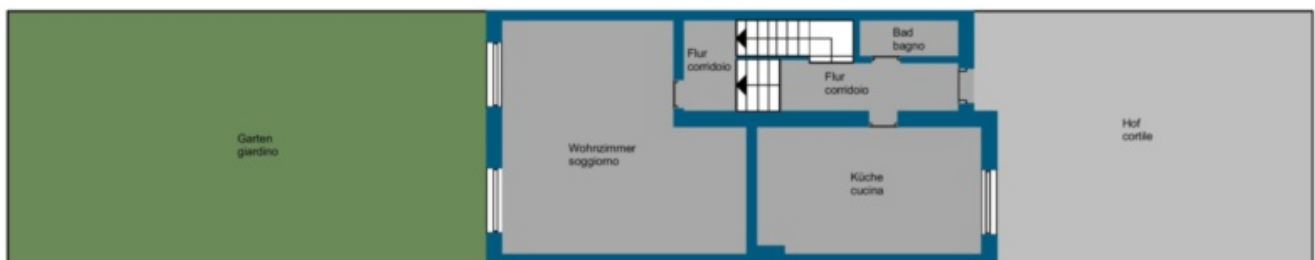 Garten
giardino
Wohnzimmer
soggiorno
Flur
corridoio
Flur
corridoio
Bad
bagno
Küche
cucina
Hof
cortile